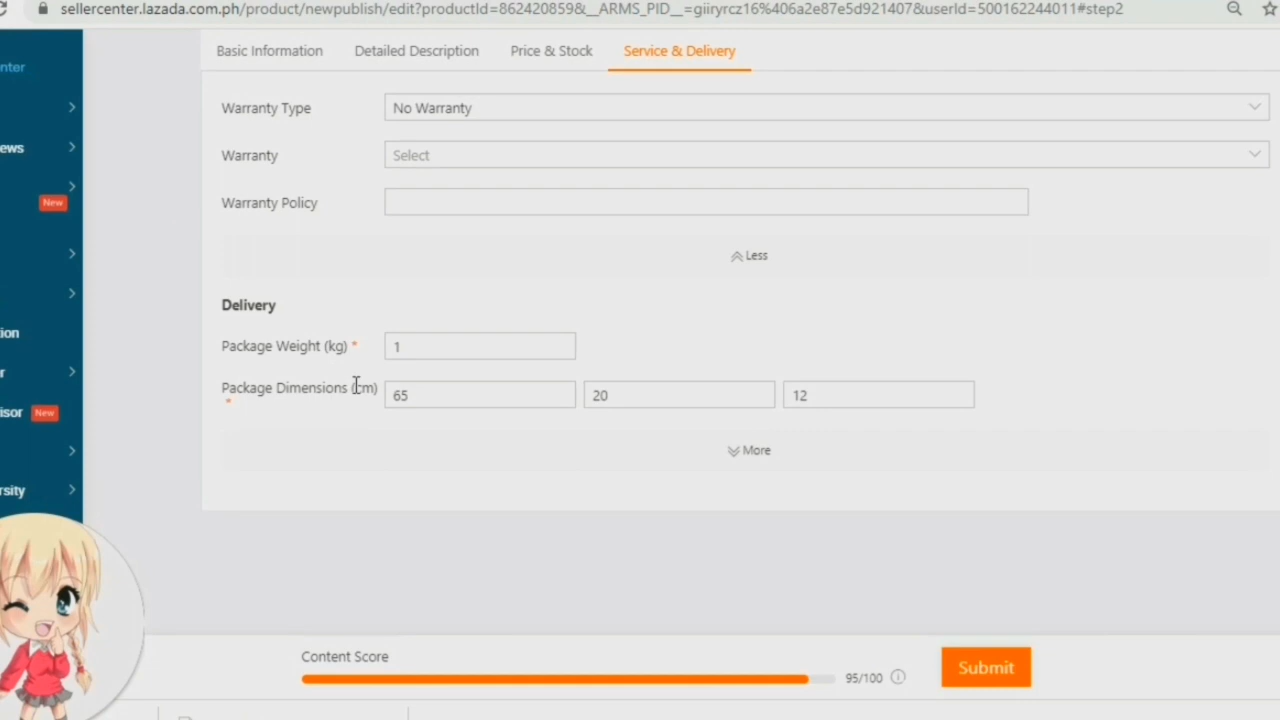 sellercenter.lazada.com.ph/product/newpublish/edit?productId=862420859&__ARMS_PID__=giiryrcz16%406a2e87e5d921407&userId=500162244011#step2
nter
Basic Information Detailed Description Price & Stock Service & Delivery
Warranty Type No Warranty
ews
Warranty Select
New
Warranty Policy
Less
Delivery
tion
Package Weight (kg) * 1
r
Package Dimensions (cm) * 65 20 12
isor New
More
rsity
Content Score
95/100
Submit